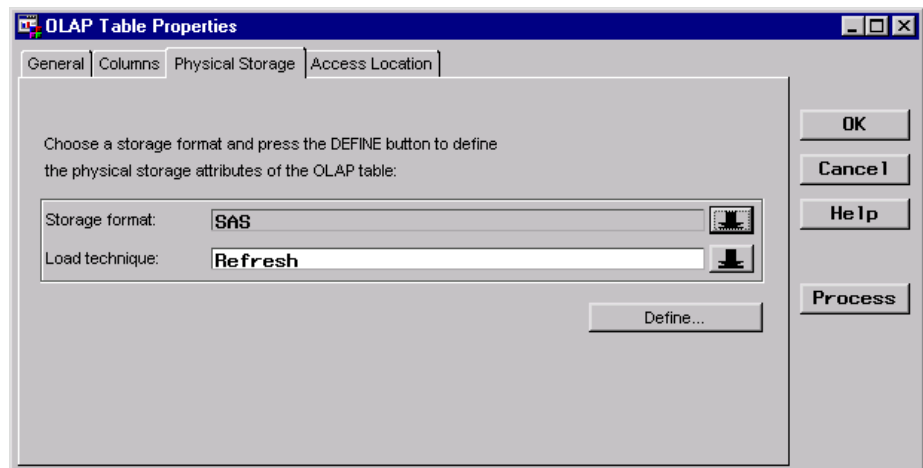 OLAP Table Properties
General Columns Physical Storage Access Location
Choose a storage format and press the DEFINE button to define
the physical storage attributes of the OLAP table:
Storage format: SAS
Load technique: Refresh
Define...
OK
Cancel
Help
Process